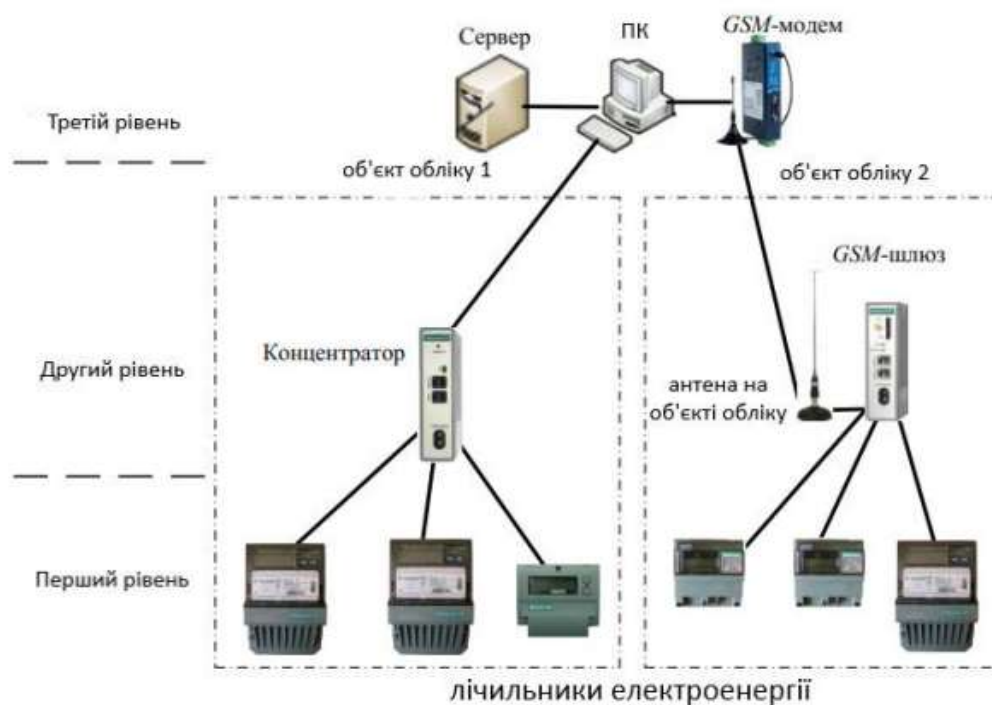 ПК
GSM-модем
Сервер
Третій рівень
об'єкт обліку 1
об'єкт обліку 2
GSM-шлюз
Концентратор
Другий рівень
антена на
об'єкті обліку
Перший рівень
лічильники електроенергії